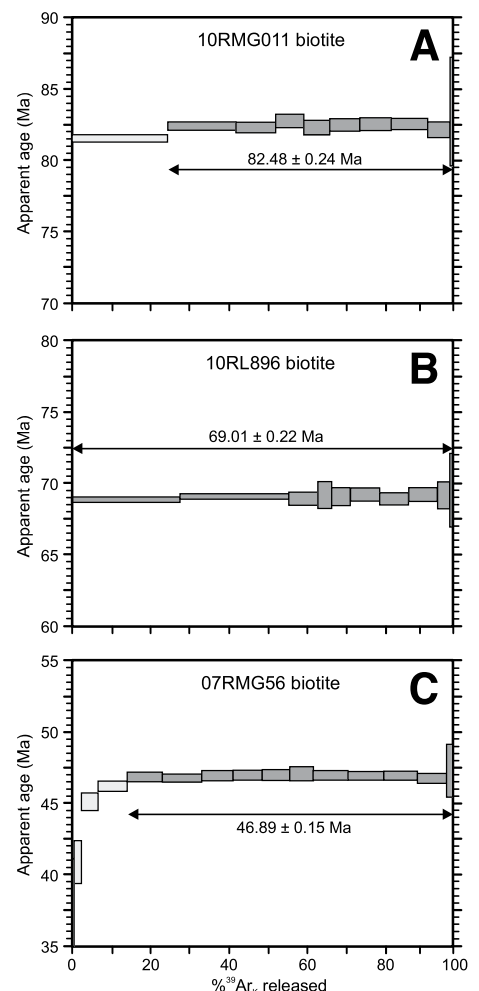 10RMG011 biotite
A
90
85
80
75
70
Apparent age (Ma)
82.48 ± 0.24 Ma
10RL896 biotite
B
80
75
70
65
60
Apparent age (Ma)
69.01 ± 0.22 Ma
07RMG56 biotite
C
55
50
45
40
35
Apparent age (Ma)
46.89 ± 0.15 Ma
0 20 40 60 80 100
%³⁹Arₖ released